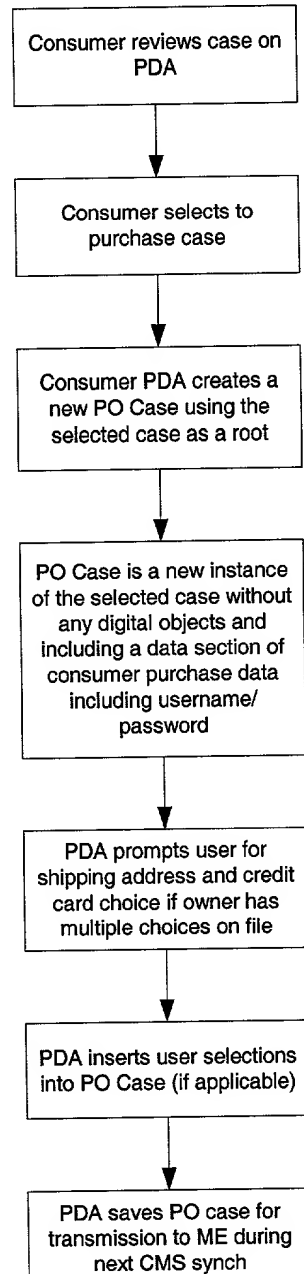 Consumer reviews case on
PDA
Consumer selects to
purchase case
Consumer PDA creates a
new PO Case using the
selected case as a root
PO Case is a new instance
of the selected case without
any digital objects and
including a data section of
consumer purchase data
including username/
password
PDA prompts user for
shipping address and credit
card choice if owner has
multiple choices on file
PDA inserts user selections
into PO Case (if applicable)
PDA saves PO case for
transmission to ME during
next CMS synch